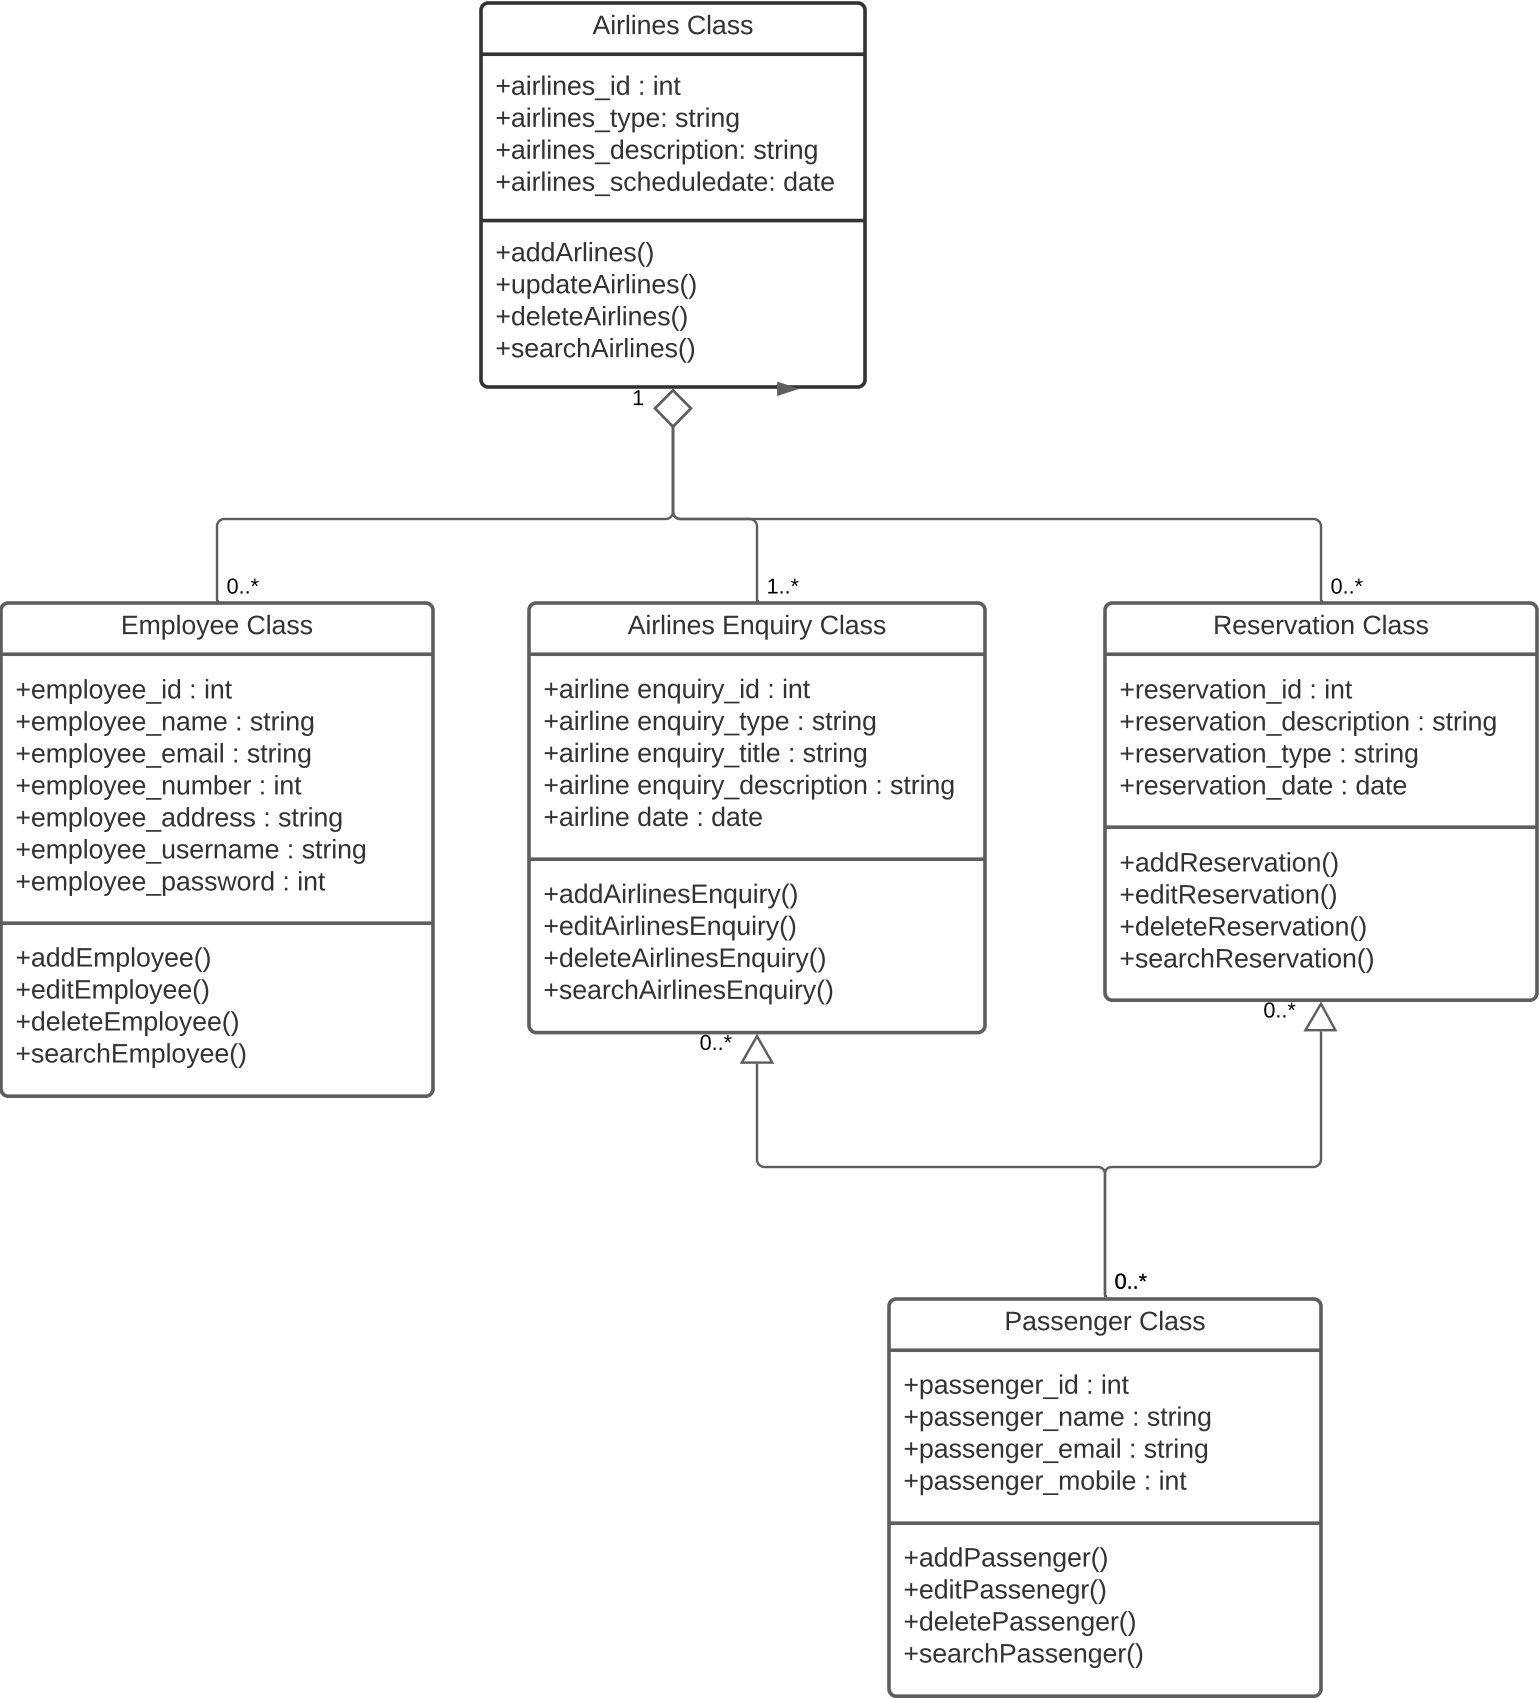 Airlines Class
+airlines_id : int
+airlines_type: string
+airlines_description: string
+airlines_scheduledate: date
+addArlines()
+updateAirlines()
+deleteAirlines()
+searchAirlines()
1
0..*
1..*
0..*
Employee Class
+employee_id : int
+employee_name : string
+employee_email : string
+employee_number : int
+employee_address : string
+employee_username : string
+employee_password : int
+addEmployee()
+editEmployee()
+deleteEmployee()
+searchEmployee()
Airlines Enquiry Class
+airline enquiry_id : int
+airline enquiry_type : string
+airline enquiry_title : string
+airline enquiry_description : string
+airline date : date
+addAirlinesEnquiry()
+editAirlinesEnquiry()
+deleteAirlinesEnquiry()
+searchAirlinesEnquiry()
0..*
Reservation Class
+reservation_id : int
+reservation_description : string
+reservation_type : string
+reservation_date : date
+addReservation()
+editReservation()
+deleteReservation()
+searchReservation()
0..*
0..*
Passenger Class
+passenger_id : int
+passenger_name : string
+passenger_email : string
+passenger_mobile : int
+addPassenger()
+editPassenegr()
+deletePassenger()
+searchPassenger()